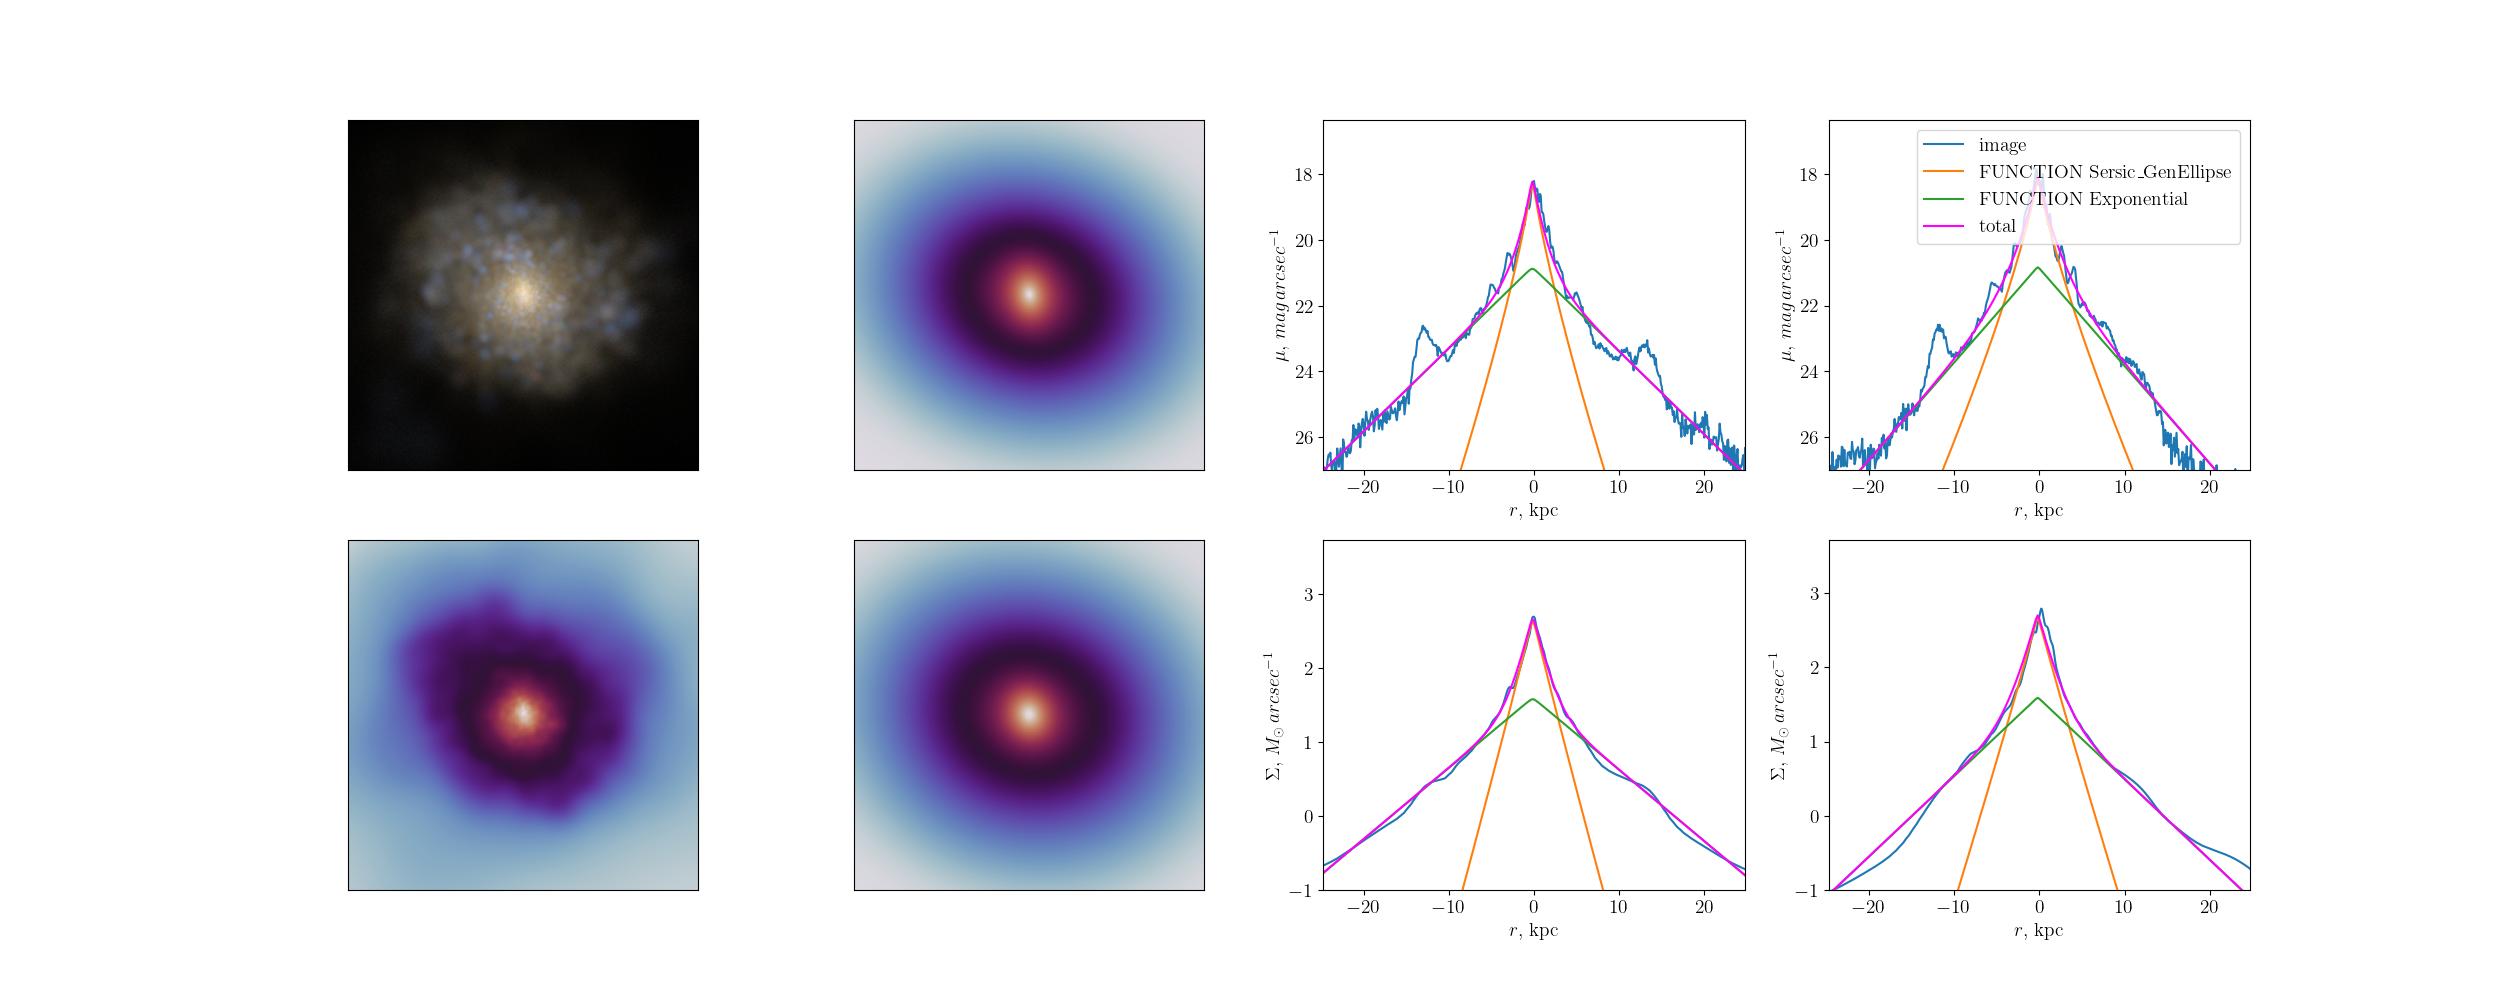 image
FUNCTION Sersic_GenEllipse
FUNCTION Exponential
total
18
20
22
24
26
μ, mag arcsec⁻¹
−20 −10 0 10 20
r, kpc
18
20
22
24
26
μ, mag arcsec⁻¹
−20 −10 0 10 20
r, kpc
3
2
1
0
−1
Σ, M⊙ arcsec⁻¹
−20 −10 0 10 20
r, kpc
3
2
1
0
−1
Σ, M⊙ arcsec⁻¹
−20 −10 0 10 20
r, kpc